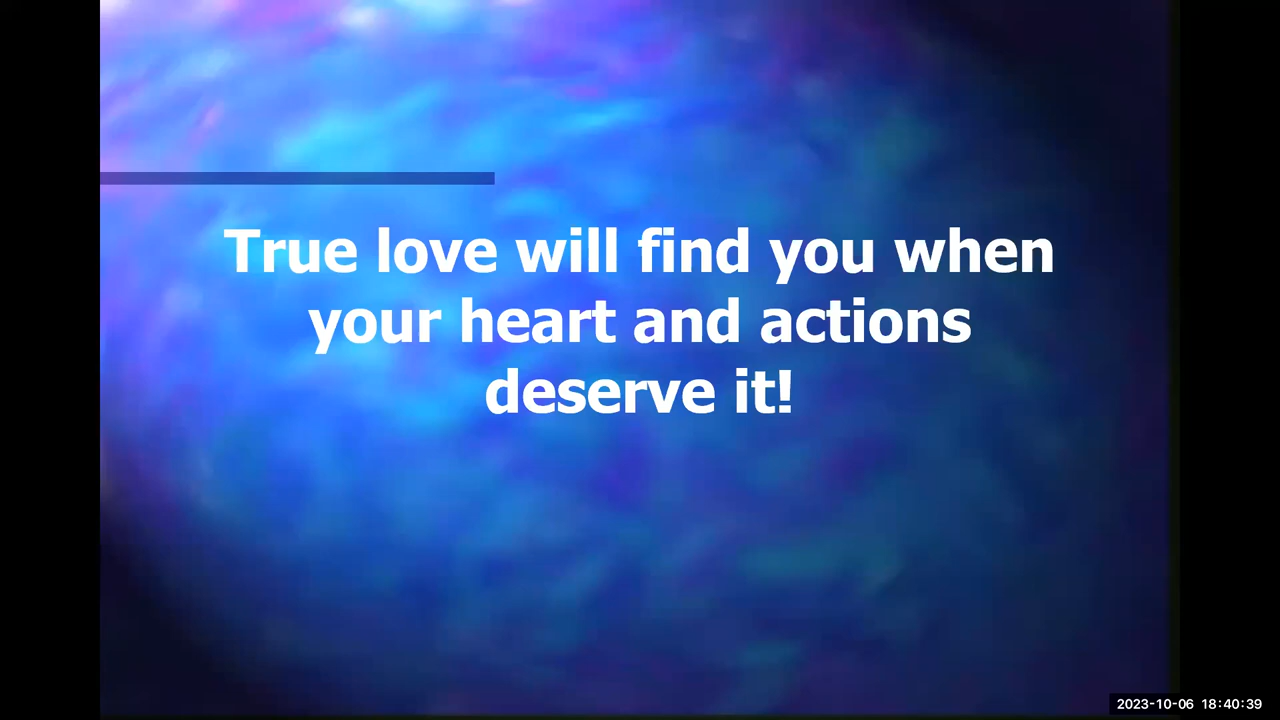 True love will find you when
your heart and actions
deserve it!
2023-10-06 18:40:39